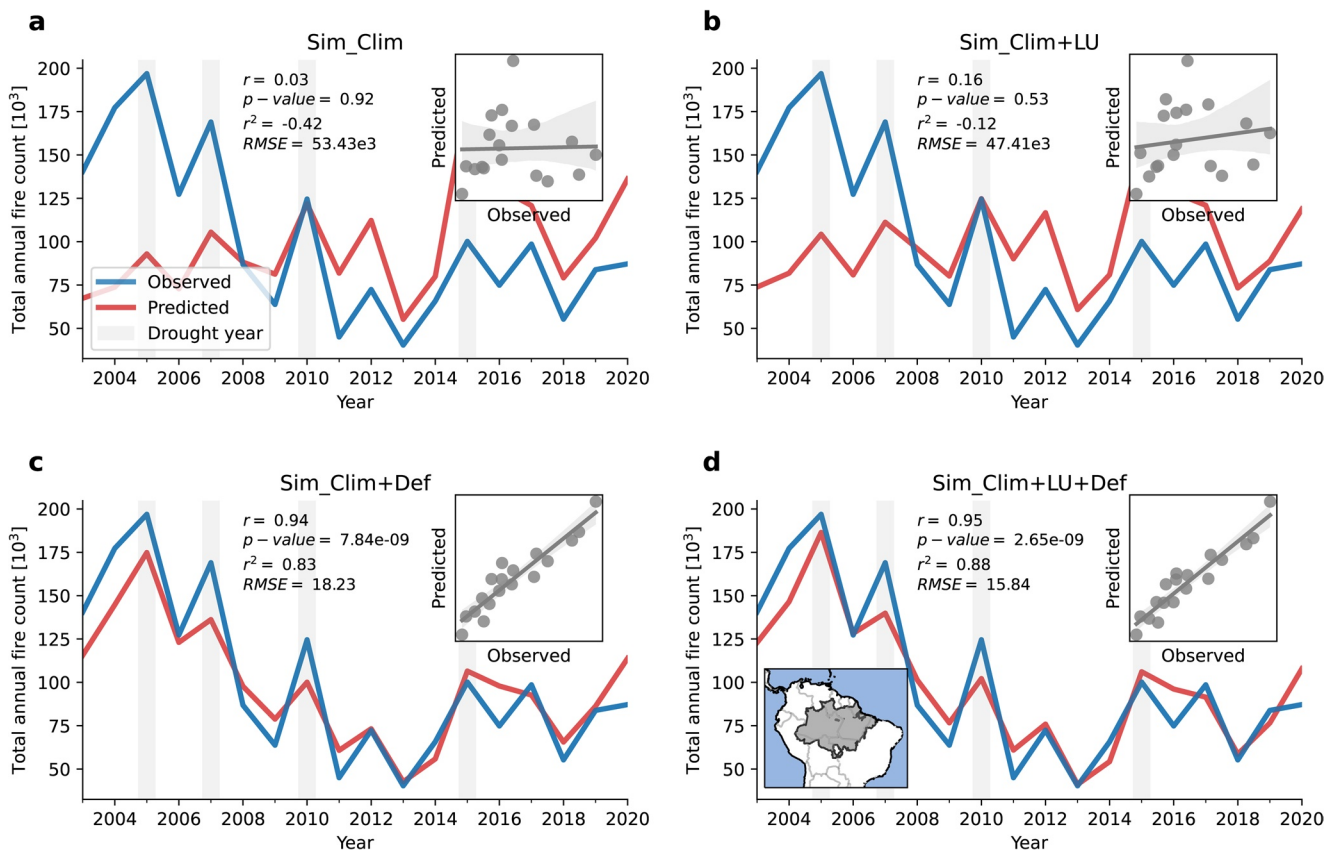 a
Sim_Clim
Total annual fire count [10³]
200
175
150
125
100
75
50
r = 0.03
p − value = 0.92
r² = -0.42
RMSE = 53.43e3
Predicted
Observed
Observed
Predicted
Drought year
2004 2006 2008 2010 2012 2014 2016 2018 2020
Year
b
Sim_Clim+LU
Total annual fire count [10³]
200
175
150
125
100
75
50
r = 0.16
p − value = 0.53
r² = -0.12
RMSE = 47.41e3
Predicted
Observed
2004 2006 2008 2010 2012 2014 2016 2018 2020
Year
c
Sim_Clim+Def
Total annual fire count [10³]
200
175
150
125
100
75
50
r = 0.94
p − value = 7.84e-09
r² = 0.83
RMSE = 18.23
Predicted
Observed
2004 2006 2008 2010 2012 2014 2016 2018 2020
Year
d
Sim_Clim+LU+Def
Total annual fire count [10³]
200
175
150
125
100
75
50
r = 0.95
p − value = 2.65e-09
r² = 0.88
RMSE = 15.84
Predicted
Observed
2004 2006 2008 2010 2012 2014 2016 2018 2020
Year